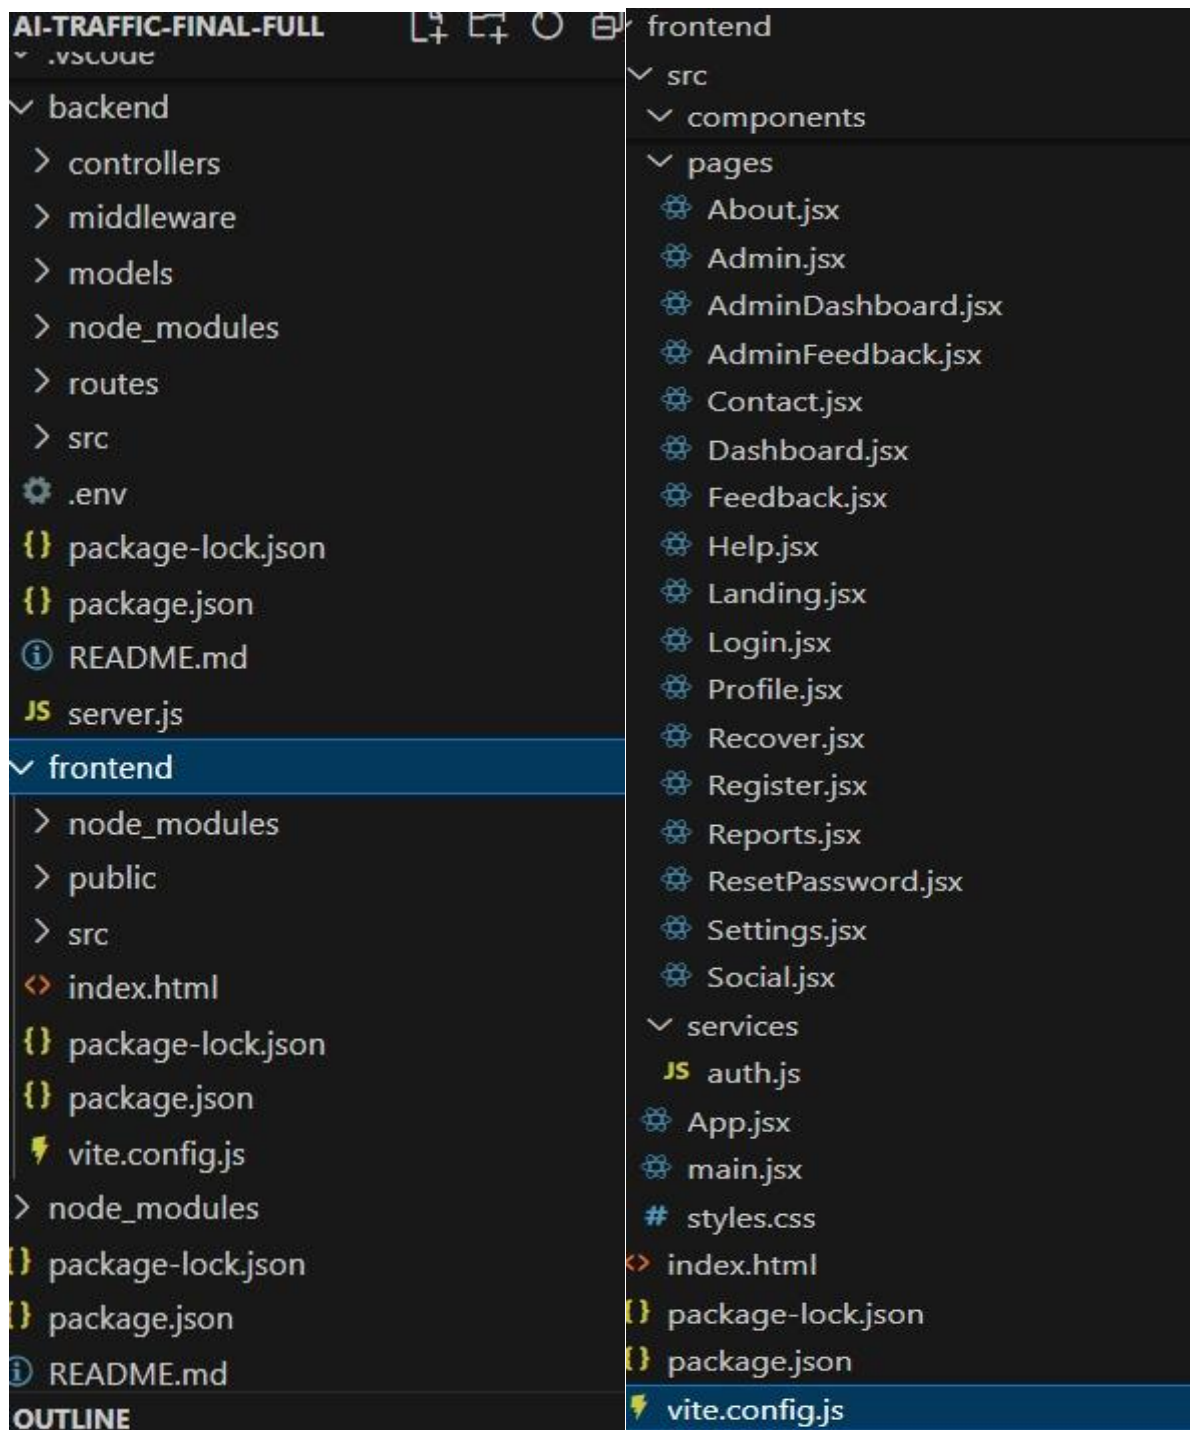 AI-TRAFFIC-FINAL-FULL
.vscode
backend
controllers
middleware
models
node_modules
routes
src
.env
{} package-lock.json
{} package.json
README.md
JS server.js
frontend
node_modules
public
src
<> index.html
{} package-lock.json
{} package.json
vite.config.js
node_modules
{} package-lock.json
{} package.json
README.md
OUTLINE
frontend
src
components
pages
About.jsx
Admin.jsx
AdminDashboard.jsx
AdminFeedback.jsx
Contact.jsx
Dashboard.jsx
Feedback.jsx
Help.jsx
Landing.jsx
Login.jsx
Profile.jsx
Recover.jsx
Register.jsx
Reports.jsx
ResetPassword.jsx
Settings.jsx
Social.jsx
services
JS auth.js
App.jsx
main.jsx
# styles.css
<> index.html
{} package-lock.json
{} package.json
vite.config.js